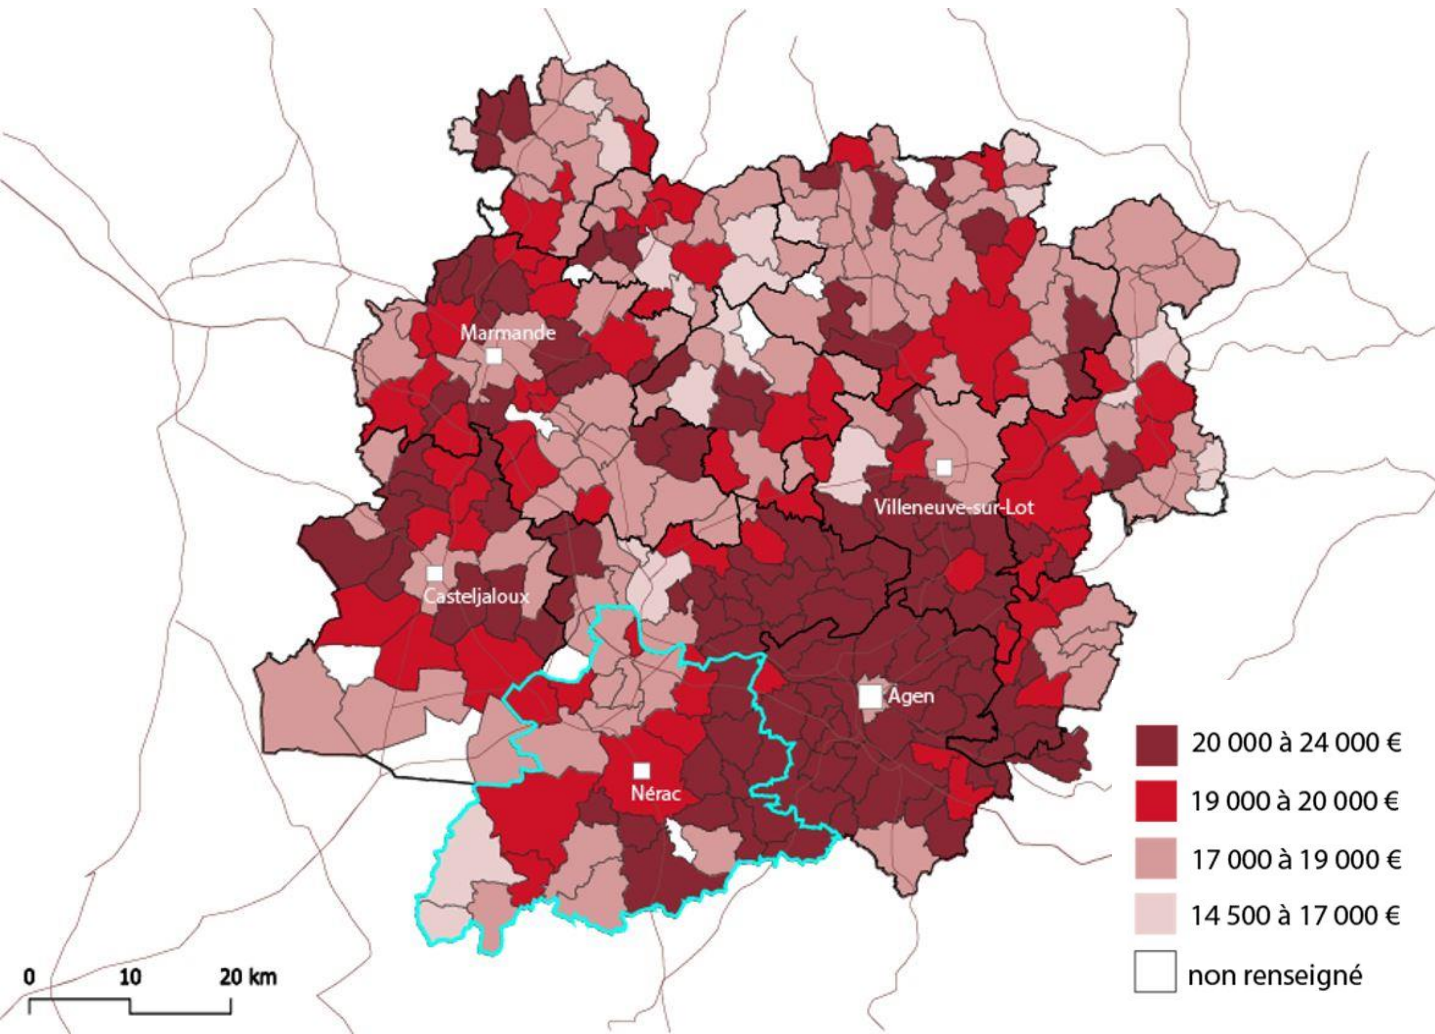 Marmande
Villeneuve-sur-Lot
Casteljaloux
Agen
Nérac
20 000 à 24 000 €
19 000 à 20 000 €
17 000 à 19 000 €
14 500 à 17 000 €
non renseigné
0 10 20 km